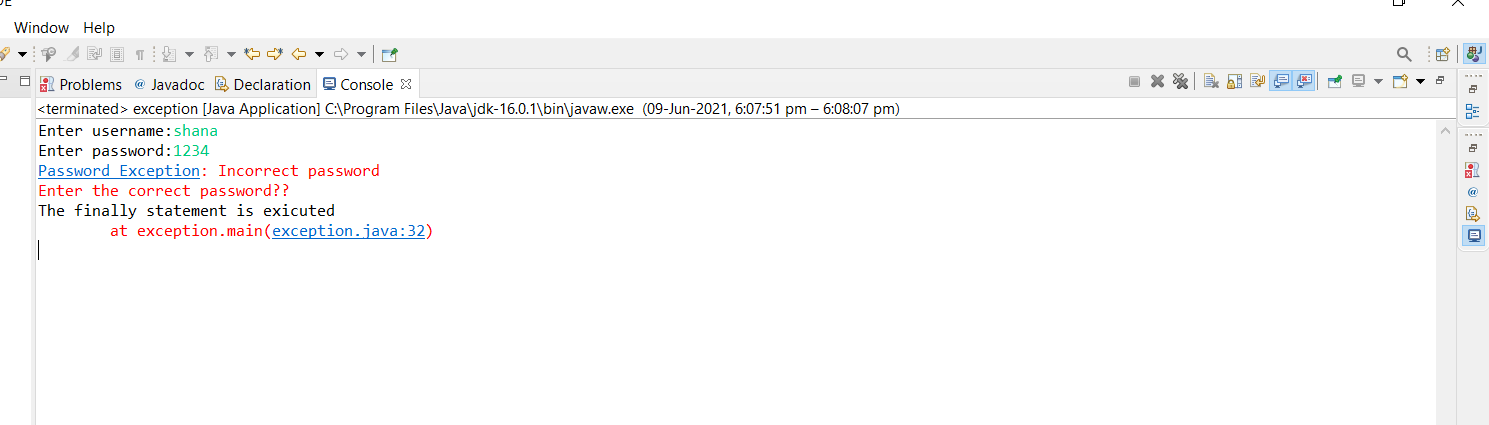 Window Help
Problems @ Javadoc Declaration Console
<terminated> exception [Java Application] C:\Program Files\Java\jdk-16.0.1\bin\javaw.exe (09-Jun-2021, 6:07:51 pm – 6:08:07 pm)
Enter username:shana
Enter password:1234
Password Exception: Incorrect password
Enter the correct password??
The finally statement is exicuted
at exception.main(exception.java:32)